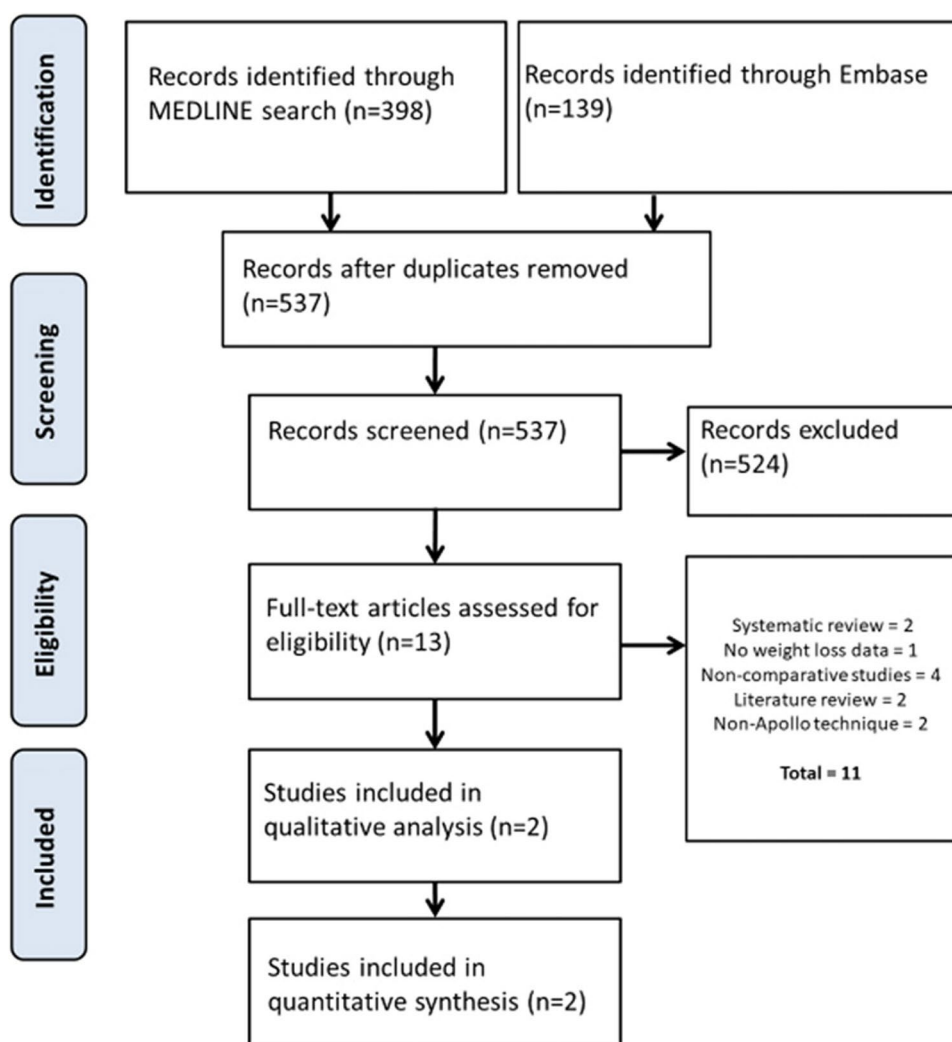 Identification
Records identified through
MEDLINE search (n=398)
Records identified through Embase
(n=139)
Records after duplicates removed
(n=537)
Screening
Records screened (n=537)
Records excluded
(n=524)
Eligibility
Full-text articles assessed for
eligibility (n=13)
Systematic review = 2
No weight loss data = 1
Non-comparative studies = 4
Literature review = 2
Non-Apollo technique = 2
Total = 11
Included
Studies included in
qualitative analysis (n=2)
Studies included in
quantitative synthesis (n=2)